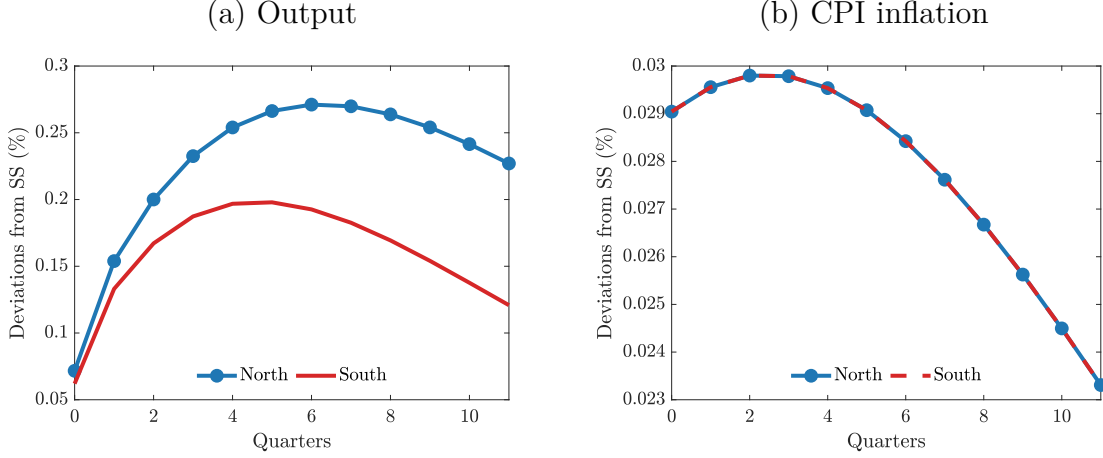 (a) Output
Deviations from SS (%)
0.3
0.25
0.2
0.15
0.1
0.05
0 2 4 6 8 10
Quarters
North South
(b) CPI inflation
Deviations from SS (%)
0.03
0.029
0.028
0.027
0.026
0.025
0.024
0.023
0 2 4 6 8 10
Quarters
North South